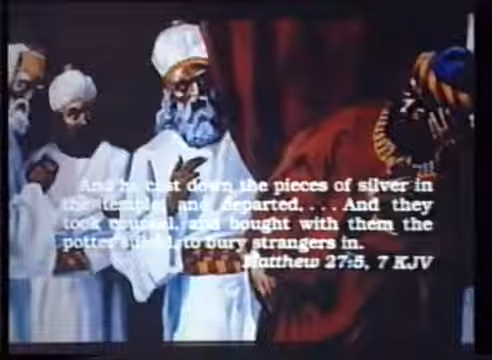 And he cast down the pieces of silver in
the temple, and departed, . . . And they
took counsel, and bought with them the
potter's field, to bury strangers in.
Matthew 27:5, 7 KJV